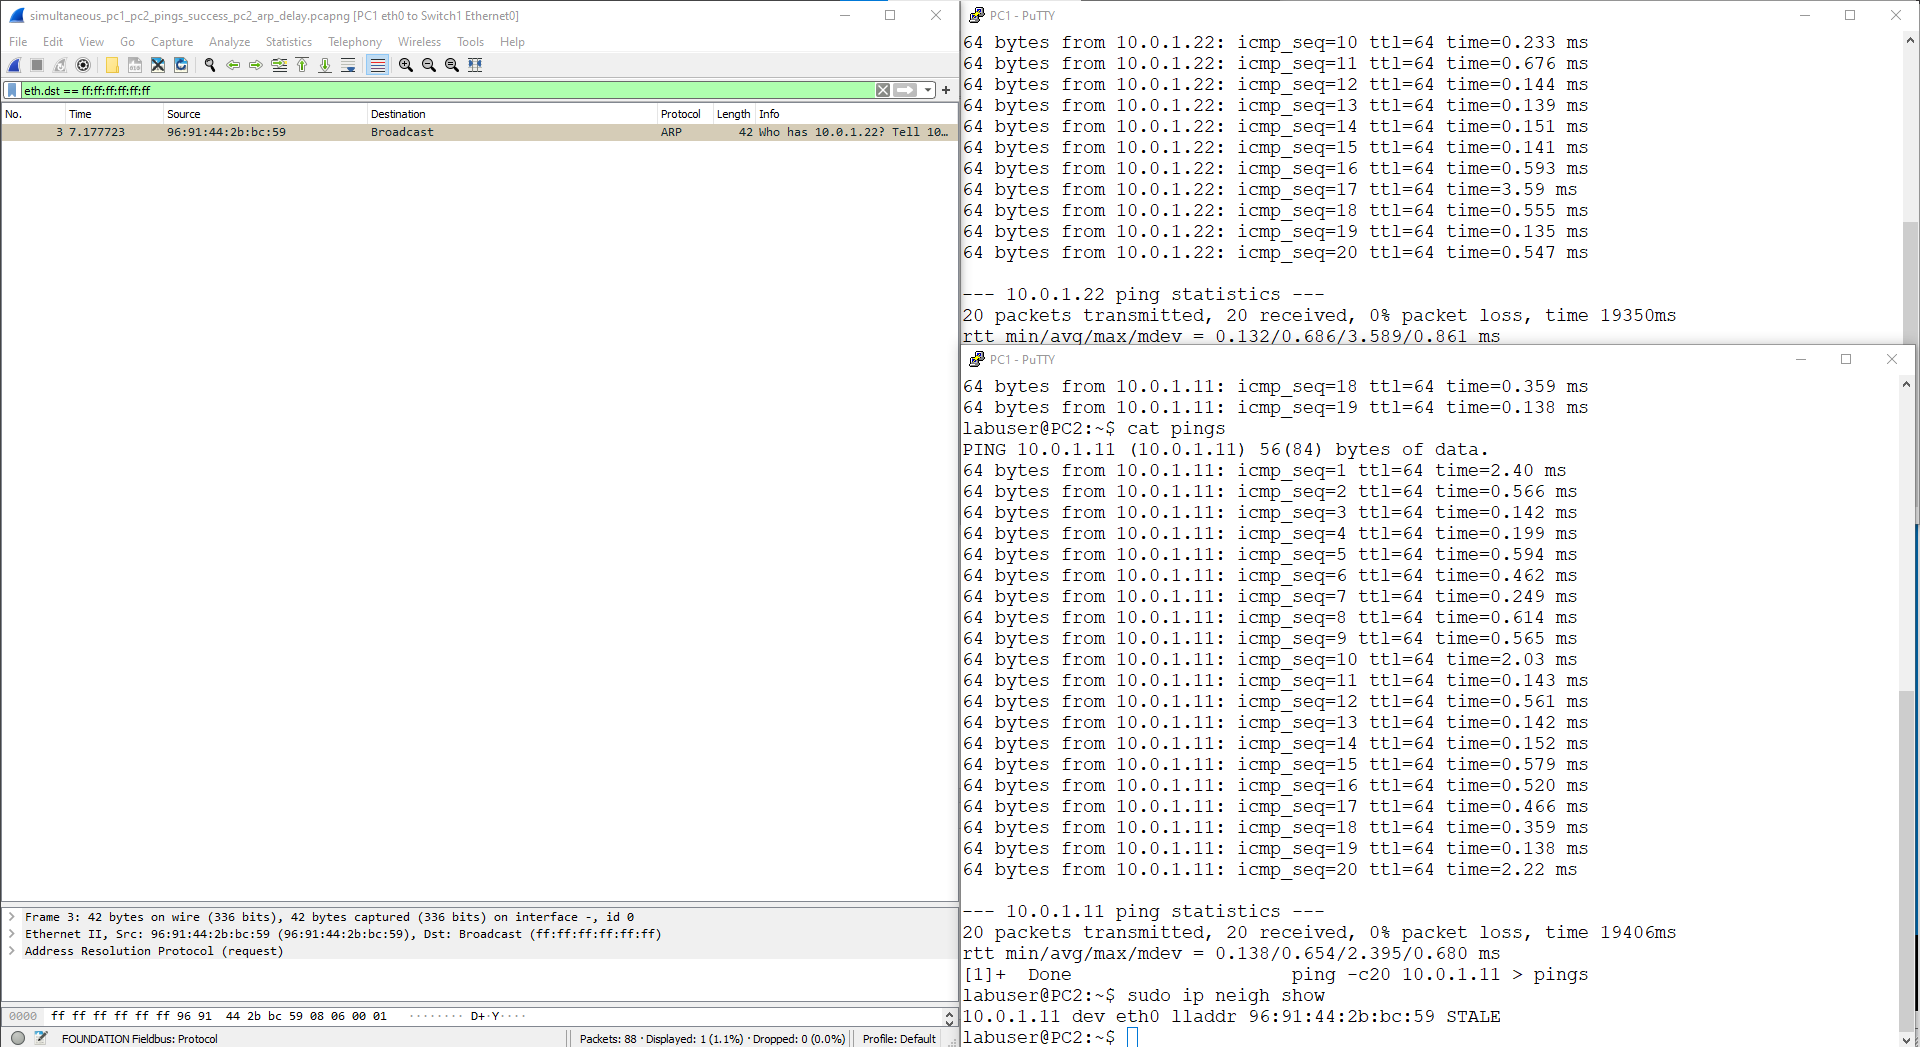 simultaneous_pc1_pc2_pings_success_pc2_arp_delay.pcapng [PC1 eth0 to Switch1 Ethernet0]
File Edit View Go Capture Analyze Statistics Telephony Wireless Tools Help
eth.dst == ff:ff:ff:ff:ff:ff
No. Time Source Destination Protocol Length Info
3 7.177723 96:91:44:2b:bc:59 Broadcast ARP 42 Who has 10.0.1.22? Tell 10…
Frame 3: 42 bytes on wire (336 bits), 42 bytes captured (336 bits) on interface -, id 0
Ethernet II, Src: 96:91:44:2b:bc:59 (96:91:44:2b:bc:59), Dst: Broadcast (ff:ff:ff:ff:ff:ff)
Address Resolution Protocol (request)
0000 ff ff ff ff ff ff 96 91 44 2b bc 59 08 06 00 01 ········ D+·Y····
FOUNDATION Fieldbus: Protocol
Packets: 88 · Displayed: 1 (1.1%) · Dropped: 0 (0.0%)
Profile: Default
PC1 - PuTTY
64 bytes from 10.0.1.22: icmp_seq=10 ttl=64 time=0.233 ms
64 bytes from 10.0.1.22: icmp_seq=11 ttl=64 time=0.676 ms
64 bytes from 10.0.1.22: icmp_seq=12 ttl=64 time=0.144 ms
64 bytes from 10.0.1.22: icmp_seq=13 ttl=64 time=0.139 ms
64 bytes from 10.0.1.22: icmp_seq=14 ttl=64 time=0.151 ms
64 bytes from 10.0.1.22: icmp_seq=15 ttl=64 time=0.141 ms
64 bytes from 10.0.1.22: icmp_seq=16 ttl=64 time=0.593 ms
64 bytes from 10.0.1.22: icmp_seq=17 ttl=64 time=3.59 ms
64 bytes from 10.0.1.22: icmp_seq=18 ttl=64 time=0.555 ms
64 bytes from 10.0.1.22: icmp_seq=19 ttl=64 time=0.135 ms
64 bytes from 10.0.1.22: icmp_seq=20 ttl=64 time=0.547 ms
--- 10.0.1.22 ping statistics ---
20 packets transmitted, 20 received, 0% packet loss, time 19350ms
rtt min/avg/max/mdev = 0.132/0.686/3.589/0.861 ms
PC1 - PuTTY
64 bytes from 10.0.1.11: icmp_seq=18 ttl=64 time=0.359 ms
64 bytes from 10.0.1.11: icmp_seq=19 ttl=64 time=0.138 ms
labuser@PC2:~$ cat pings
PING 10.0.1.11 (10.0.1.11) 56(84) bytes of data.
64 bytes from 10.0.1.11: icmp_seq=1 ttl=64 time=2.40 ms
64 bytes from 10.0.1.11: icmp_seq=2 ttl=64 time=0.566 ms
64 bytes from 10.0.1.11: icmp_seq=3 ttl=64 time=0.142 ms
64 bytes from 10.0.1.11: icmp_seq=4 ttl=64 time=0.199 ms
64 bytes from 10.0.1.11: icmp_seq=5 ttl=64 time=0.594 ms
64 bytes from 10.0.1.11: icmp_seq=6 ttl=64 time=0.462 ms
64 bytes from 10.0.1.11: icmp_seq=7 ttl=64 time=0.249 ms
64 bytes from 10.0.1.11: icmp_seq=8 ttl=64 time=0.614 ms
64 bytes from 10.0.1.11: icmp_seq=9 ttl=64 time=0.565 ms
64 bytes from 10.0.1.11: icmp_seq=10 ttl=64 time=2.03 ms
64 bytes from 10.0.1.11: icmp_seq=11 ttl=64 time=0.143 ms
64 bytes from 10.0.1.11: icmp_seq=12 ttl=64 time=0.561 ms
64 bytes from 10.0.1.11: icmp_seq=13 ttl=64 time=0.142 ms
64 bytes from 10.0.1.11: icmp_seq=14 ttl=64 time=0.152 ms
64 bytes from 10.0.1.11: icmp_seq=15 ttl=64 time=0.579 ms
64 bytes from 10.0.1.11: icmp_seq=16 ttl=64 time=0.520 ms
64 bytes from 10.0.1.11: icmp_seq=17 ttl=64 time=0.466 ms
64 bytes from 10.0.1.11: icmp_seq=18 ttl=64 time=0.359 ms
64 bytes from 10.0.1.11: icmp_seq=19 ttl=64 time=0.138 ms
64 bytes from 10.0.1.11: icmp_seq=20 ttl=64 time=2.22 ms
--- 10.0.1.11 ping statistics ---
20 packets transmitted, 20 received, 0% packet loss, time 19406ms
rtt min/avg/max/mdev = 0.138/0.654/2.395/0.680 ms
[1]+  Done                    ping -c20 10.0.1.11 > pings
labuser@PC2:~$ sudo ip neigh show
10.0.1.11 dev eth0 lladdr 96:91:44:2b:bc:59 STALE
labuser@PC2:~$